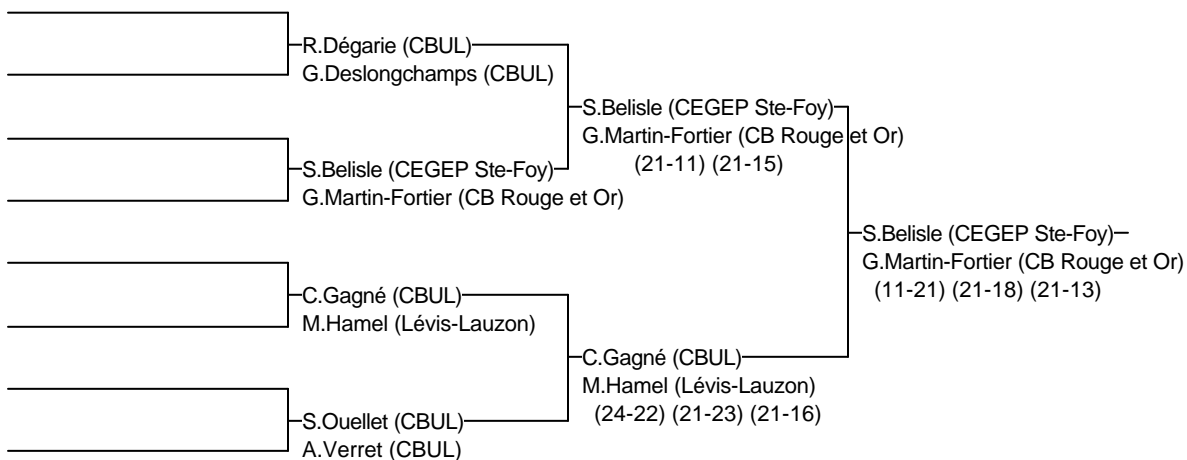 R.Dégarie (CBUL)
G.Deslongchamps (CBUL)
S.Belisle (CEGEP Ste-Foy)
G.Martin-Fortier (CB Rouge et Or)
(21-11) (21-15)
S.Belisle (CEGEP Ste-Foy)
G.Martin-Fortier (CB Rouge et Or)
S.Belisle (CEGEP Ste-Foy)
G.Martin-Fortier (CB Rouge et Or)
(11-21) (21-18) (21-13)
C.Gagné (CBUL)
M.Hamel (Lévis-Lauzon)
C.Gagné (CBUL)
M.Hamel (Lévis-Lauzon)
(24-22) (21-23) (21-16)
S.Ouellet (CBUL)
A.Verret (CBUL)